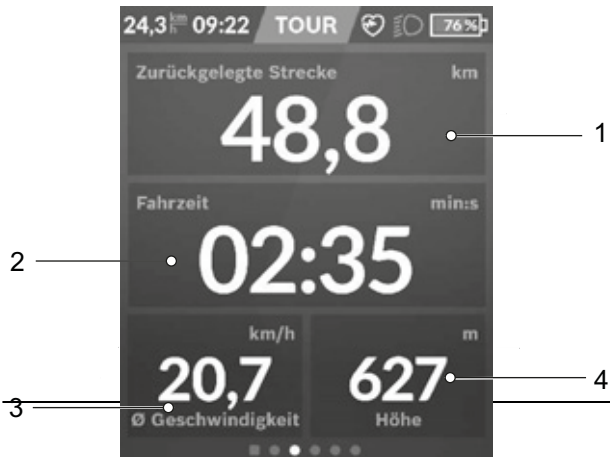 24,3 km/h 09:22 TOUR 76%
Zurückgelegte Strecke km
48,8
1
Fahrzeit min:s
02:35
2
km/h m
20,7 627
4
3
Ø Geschwindigkeit Höhe